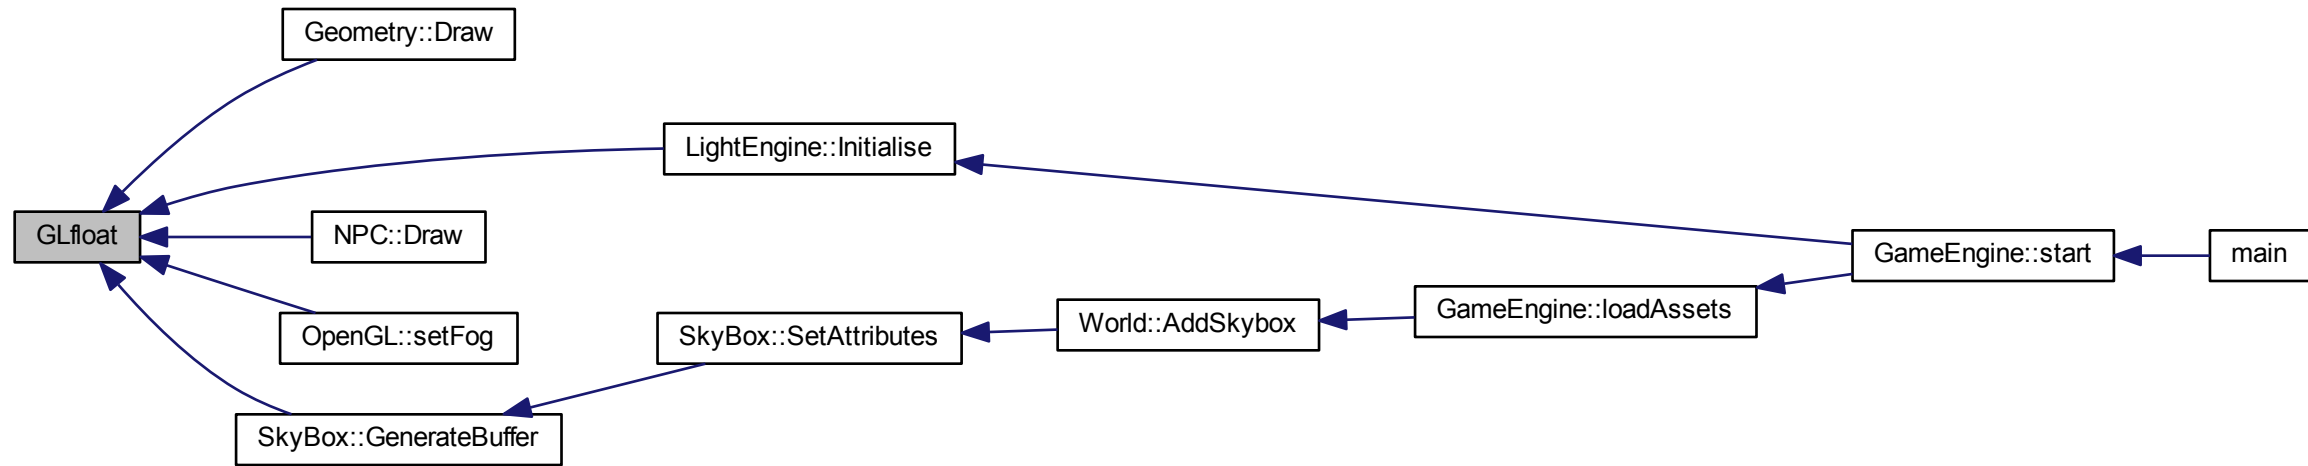 Geometry::Draw
LightEngine::Initialise
GLfloat
NPC::Draw
GameEngine::start
main
OpenGL::setFog
SkyBox::SetAttributes
World::AddSkybox
GameEngine::loadAssets
SkyBox::GenerateBuffer